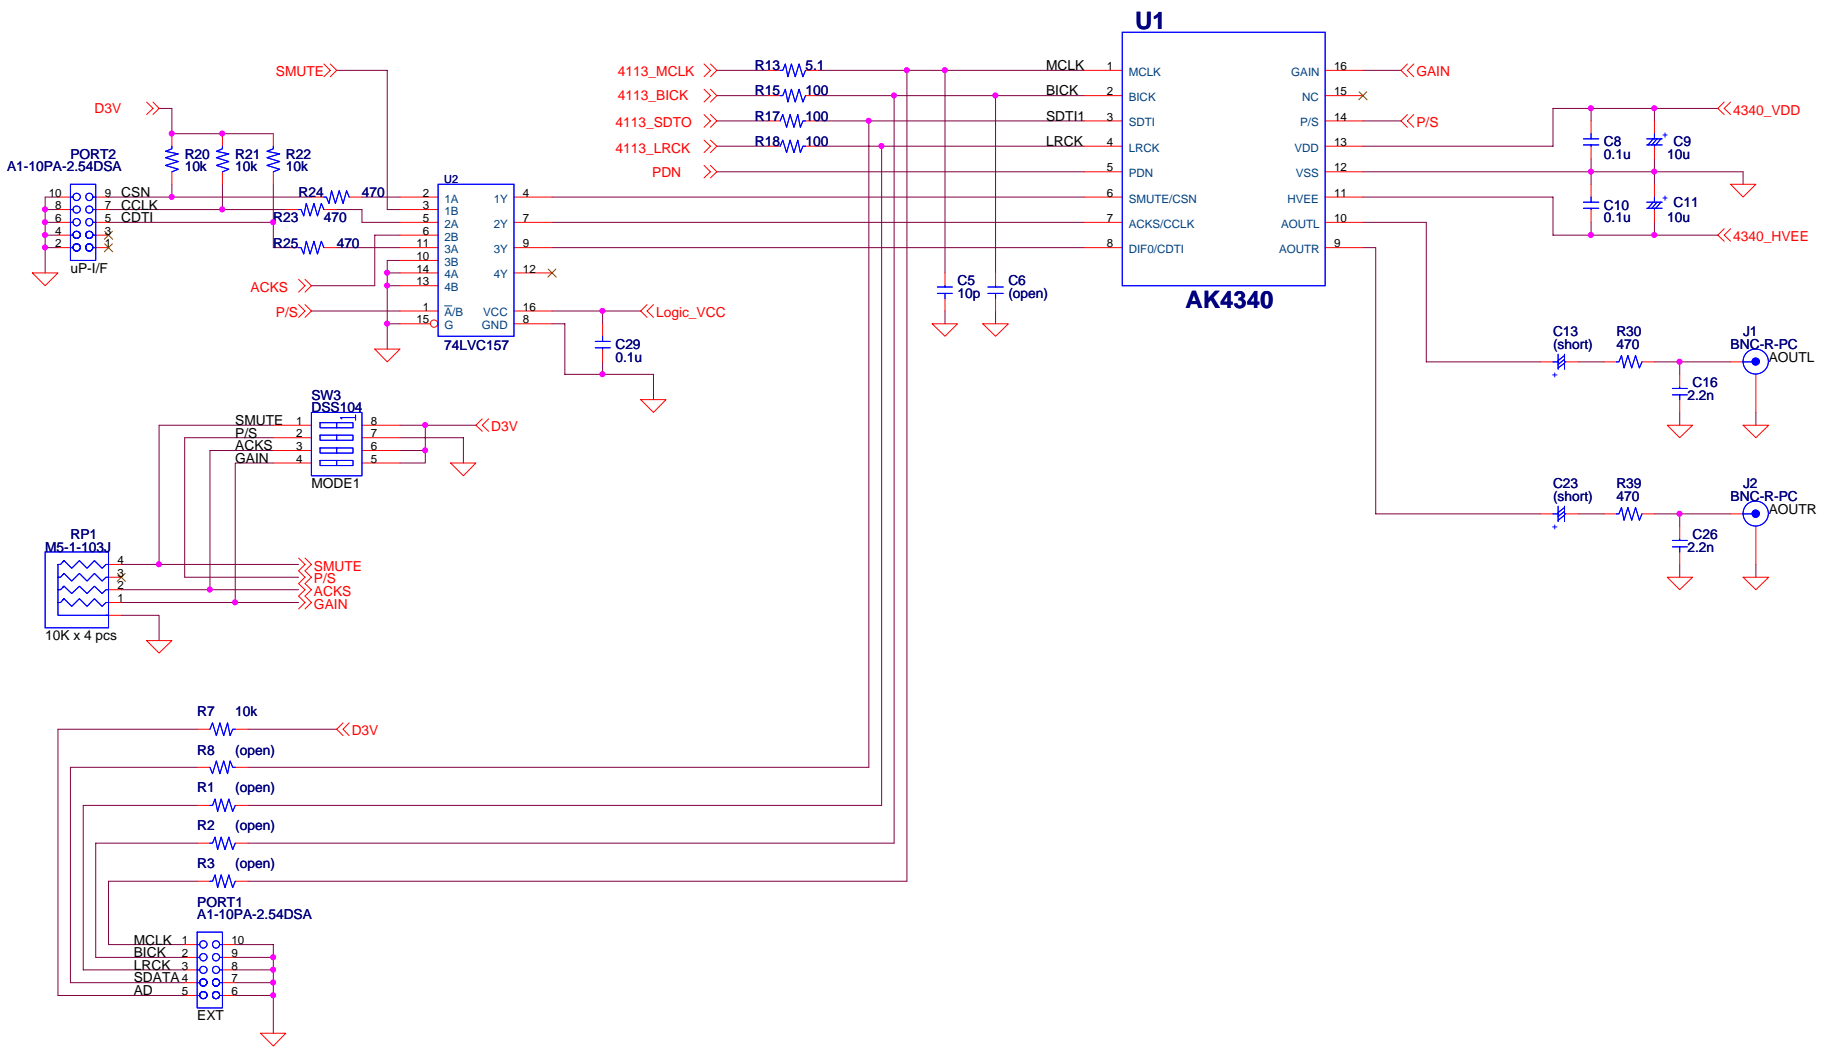 U1
SMUTE
4113_MCLK
R13
5.1
MCLK
1
MCLK
GAIN
16
GAIN
4113_BICK
R15
100
BICK
2
BICK
NC
15
D3V
4113_SDTO
R17
100
SDTI1
3
SDTI
P/S
14
P/S
4340_VDD
4113_LRCK
R18
100
LRCK
4
LRCK
VDD
13
C8
0.1u
C9
10u
PDN
5
PDN
VSS
12
6
SMUTE/CSN
HVEE
11
C10
0.1u
C11
10u
7
ACKS/CCLK
AOUTL
10
8
DIF0/CDTI
AOUTR
9
4340_HVEE
AK4340
PORT2
A1-10PA-2.54DSA
R20
10k
R21
10k
R22
10k
10
9
CSN
8
7
CCLK
6
5
CDTI
4
3
2
1
uP-I/F
R24
470
R23
470
R25
470
U2
2
1A
1Y
4
3
1B
5
2A
2Y
7
6
2B
11
3A
3Y
9
10
3B
14
4A
4Y
12
13
4B
1
A/B
VCC
16
15
G
GND
8
74LVC157
ACKS
P/S
Logic_VCC
C29
0.1u
C5
10p
C6
(open)
C13
(short)
R30
470
J1
BNC-R-PC
AOUTL
C16
2.2n
C23
(short)
R39
470
J2
BNC-R-PC
AOUTR
C26
2.2n
SW3
DSS104
SMUTE
1
1
8
D3V
P/S
2
7
ACKS
3
6
GAIN
4
5
MODE1
RP1
M5-1-103J
4
SMUTE
3
P/S
2
ACKS
1
GAIN
10K x 4 pcs
R7
10k
D3V
R8
(open)
R1
(open)
R2
(open)
R3
(open)
PORT1
A1-10PA-2.54DSA
MCLK
1
10
BICK
2
9
LRCK
3
8
SDATA
4
7
AD
5
6
EXT